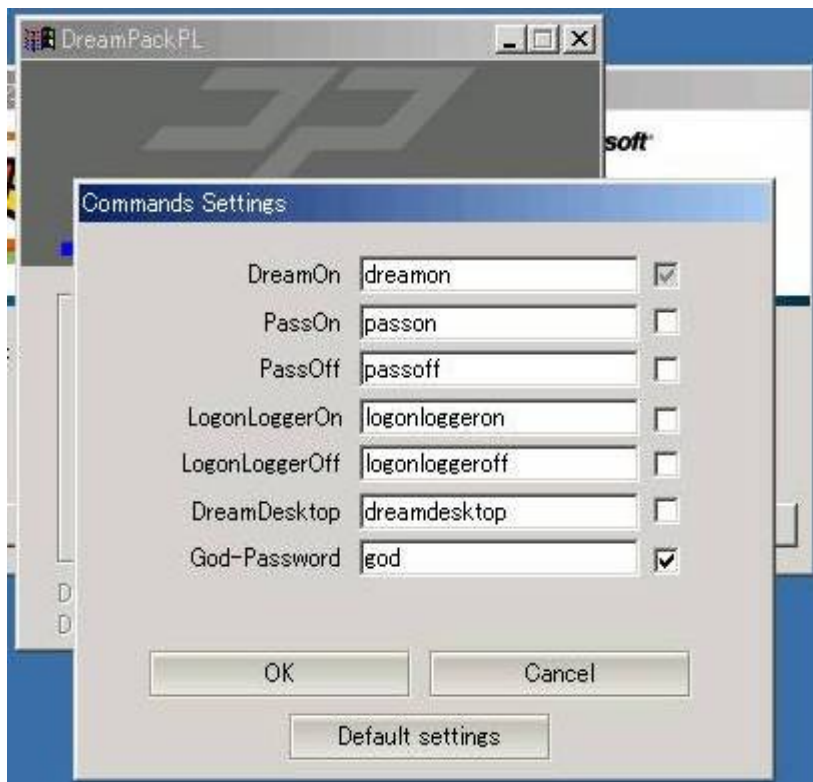 DreamPackPL
soft
Commands Settings
DreamOn dreamon
PassOn passon
PassOff passoff
LogonLoggerOn logonloggeron
LogonLoggerOff logonloggeroff
DreamDesktop dreamdesktop
God-Password god
D
D
OK Cancel
Default settings